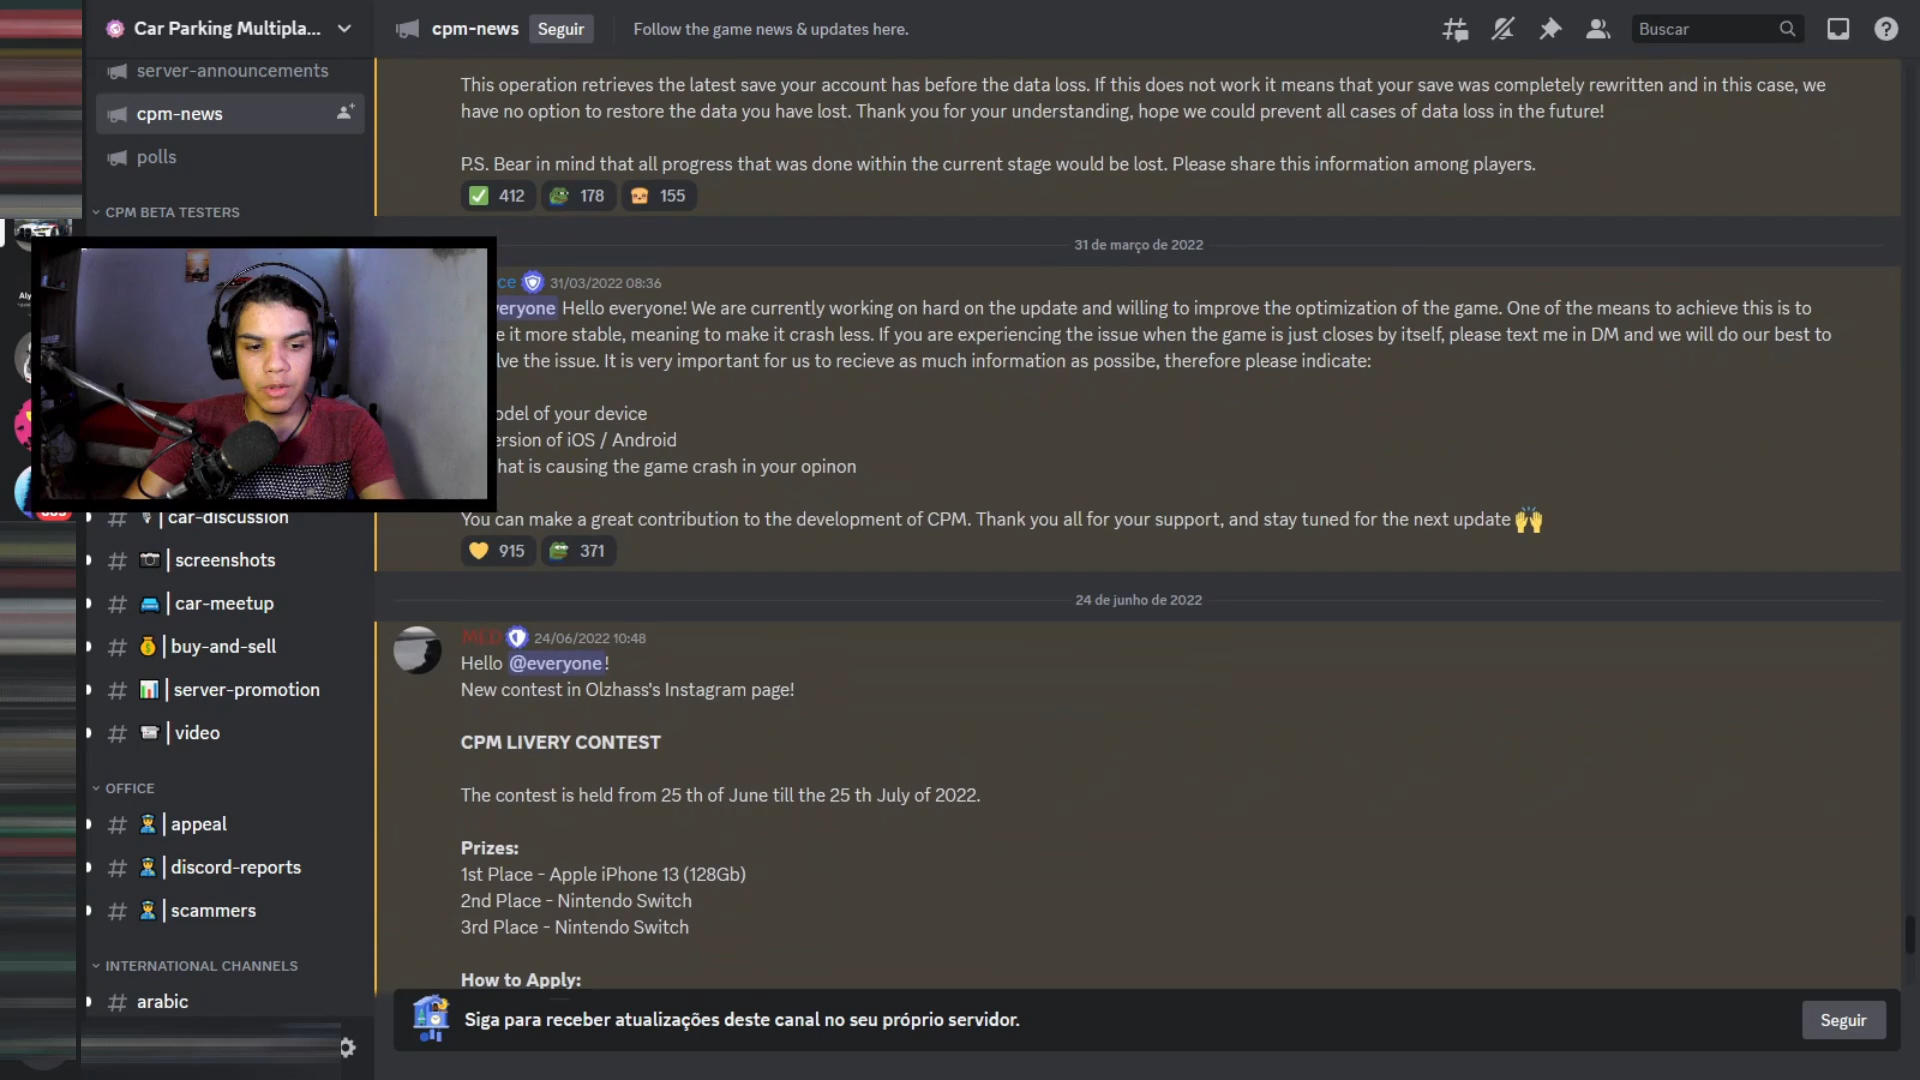 Car Parking Multipla...
server-announcements
cpm-news
polls
CPM BETA TESTERS
car-discussion
screenshots
car-meetup
buy-and-sell
server-promotion
video
OFFICE
appeal
discord-reports
scammers
INTERNATIONAL CHANNELS
arabic
cpm-news
Seguir
Follow the game news & updates here.
Buscar
This operation retrieves the latest save your account has before the data loss. If this does not work it means that your save was completely rewritten and in this case, we
have no option to restore the data you have lost. Thank you for your understanding, hope we could prevent all cases of data loss in the future!
P.S. Bear in mind that all progress that was done within the current stage would be lost. Please share this information among players.
412 178 155
31 de março de 2022
ce 31/03/2022 08:36
veryone Hello everyone! We are currently working on hard on the update and willing to improve the optimization of the game. One of the means to achieve this is to
e it more stable, meaning to make it crash less. If you are experiencing the issue when the game is just closes by itself, please text me in DM and we will do our best to
lve the issue. It is very important for us to recieve as much information as possibe, therefore please indicate:
odel of your device
ersion of iOS / Android
hat is causing the game crash in your opinon
You can make a great contribution to the development of CPM. Thank you all for your support, and stay tuned for the next update 🙌
915 371
24 de junho de 2022
MED 24/06/2022 10:48
Hello @everyone!
New contest in Olzhass's Instagram page!
CPM LIVERY CONTEST
The contest is held from 25 th of June till the 25 th July of 2022.
Prizes:
1st Place - Apple iPhone 13 (128Gb)
2nd Place - Nintendo Switch
3rd Place - Nintendo Switch
How to Apply:
Siga para receber atualizações deste canal no seu próprio servidor.
Seguir